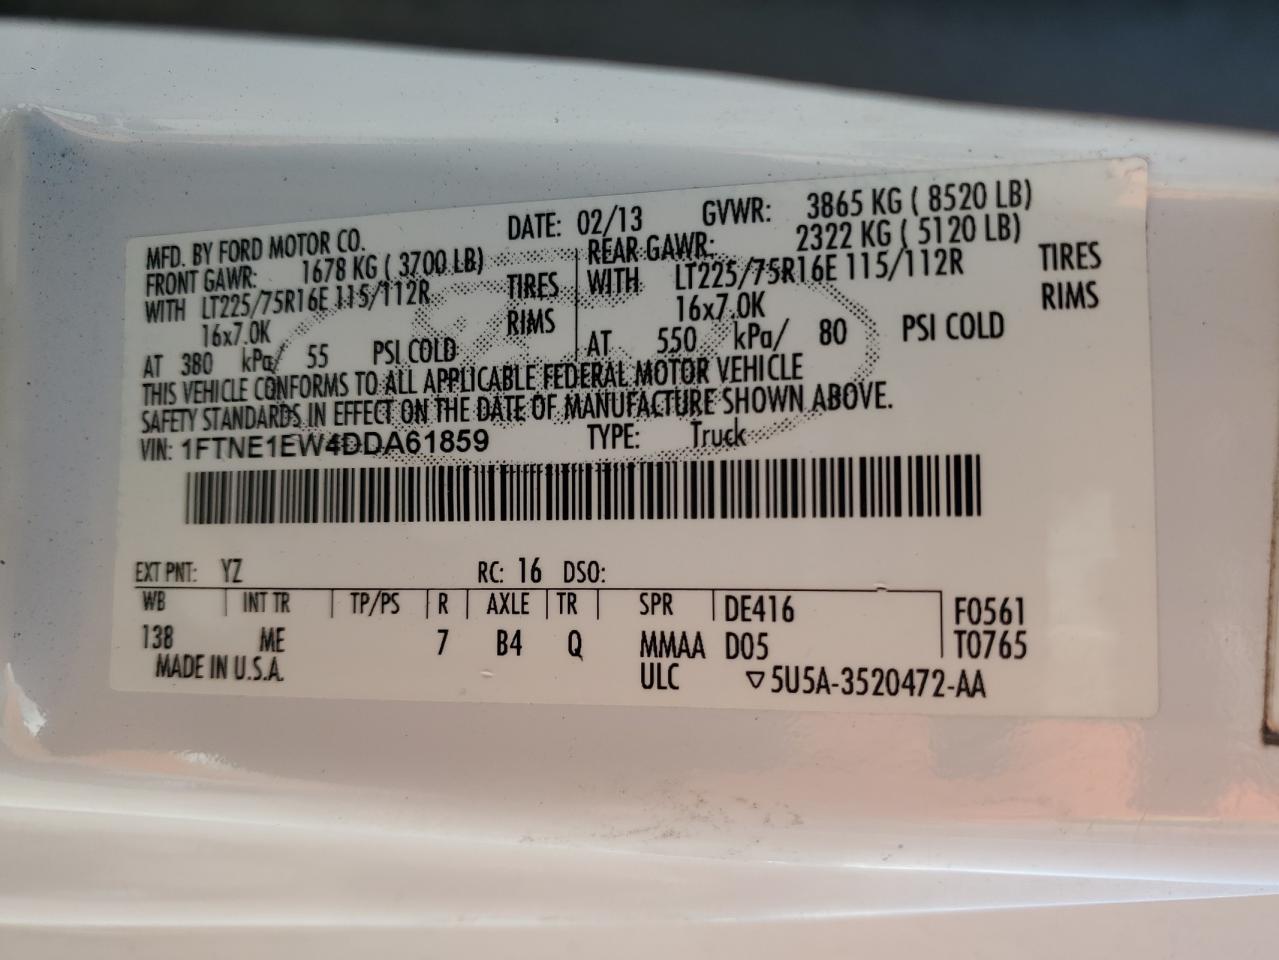 MFD. BY FORD MOTOR CO. DATE: 02/13 GVWR: 3865 KG ( 8520 LB)
FRONT GAWR: 1678 KG ( 3700 LB) REAR GAWR: 2322 KG ( 5120 LB)
WITH LT225/75R16E 115/112R TIRES WITH LT225/75R16E 115/112R TIRES
16x7.0K RIMS 16x7.0K RIMS
AT 380 kPa/ 55 PSI COLD AT 550 kPa/ 80 PSI COLD
THIS VEHICLE CONFORMS TO ALL APPLICABLE FEDERAL MOTOR VEHICLE
SAFETY STANDARDS IN EFFECT ON THE DATE OF MANUFACTURE SHOWN ABOVE.
VIN: 1FTNE1EW4DDA61859 TYPE: Truck
EXT PNT: YZ RC: 16 DSO:
WB INT TR TP/PS R AXLE TR SPR DE416 F0561
138 ME 7 B4 Q MMAA D05 T0765
MADE IN U.S.A. ULC ▽5U5A-3520472-AA